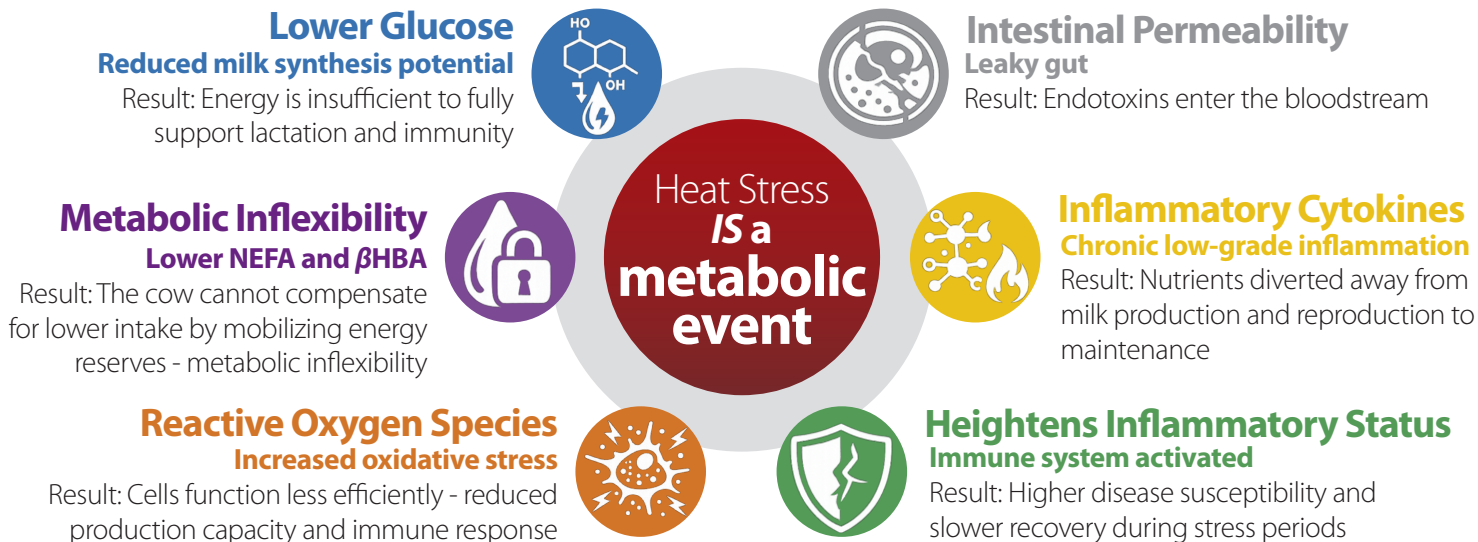 Lower Glucose
Reduced milk synthesis potential
Result: Energy is insufficient to fully
support lactation and immunity
HO
OH
Intestinal Permeability
Leaky gut
Result: Endotoxins enter the bloodstream
Heat Stress
IS a
metabolic
event
Metabolic Inflexibility
Lower NEFA and βHBA
Result: The cow cannot compensate
for lower intake by mobilizing energy
reserves - metabolic inflexibility
Inflammatory Cytokines
Chronic low-grade inflammation
Result: Nutrients diverted away from
milk production and reproduction to
maintenance
Reactive Oxygen Species
Increased oxidative stress
Result: Cells function less efficiently - reduced
production capacity and immune response
Heightens Inflammatory Status
Immune system activated
Result: Higher disease susceptibility and
slower recovery during stress periods